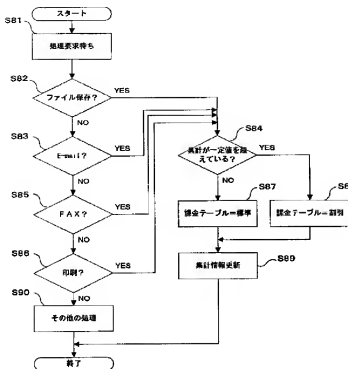 スタート
S81
処理要求待ち
S82
ファイル保存?
YES
NO
S83
E-mail?
YES
NO
S84
集計が一定値を超
えている?
YES
NO
S85
FAX?
YES
NO
S87
課金テーブル=標準
S8
課金テーブル=割引
S86
印刷?
YES
NO
S89
集計情報更新
S90
その他の処理
終了